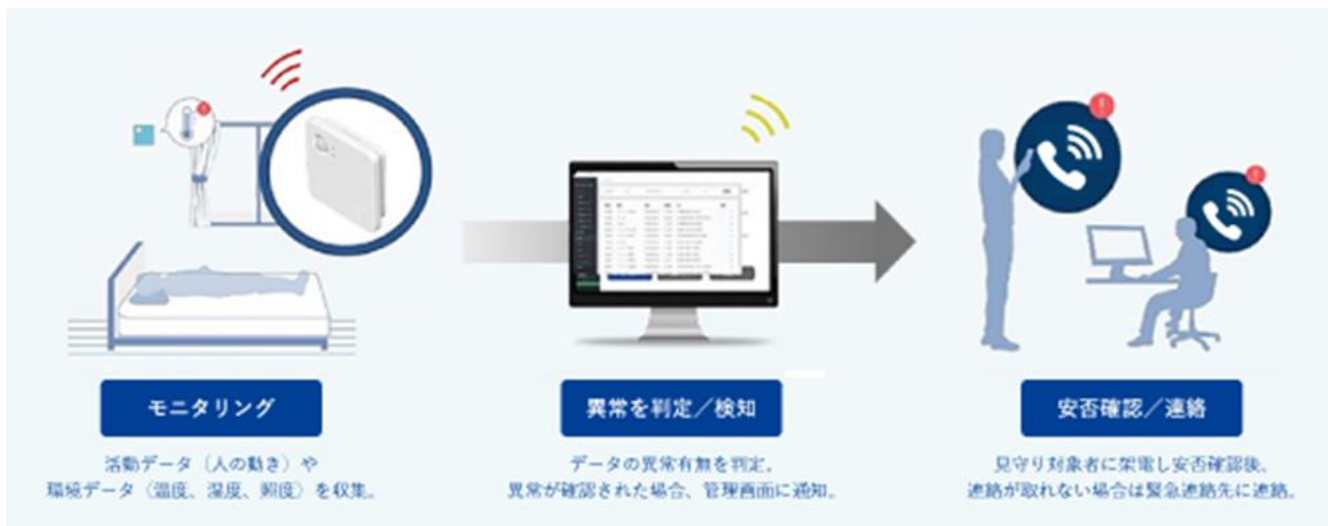 モニタリング
活動データ（人の動き）や
環境データ（温度、湿度、照度）を収集。
異常を判定／検知
データの異常有無を判定。
異常が確認された場合、管理画面に通知。
安否確認／連絡
見守り対象者に架電し安否確認後、
連絡が取れない場合は緊急連絡先に連絡。